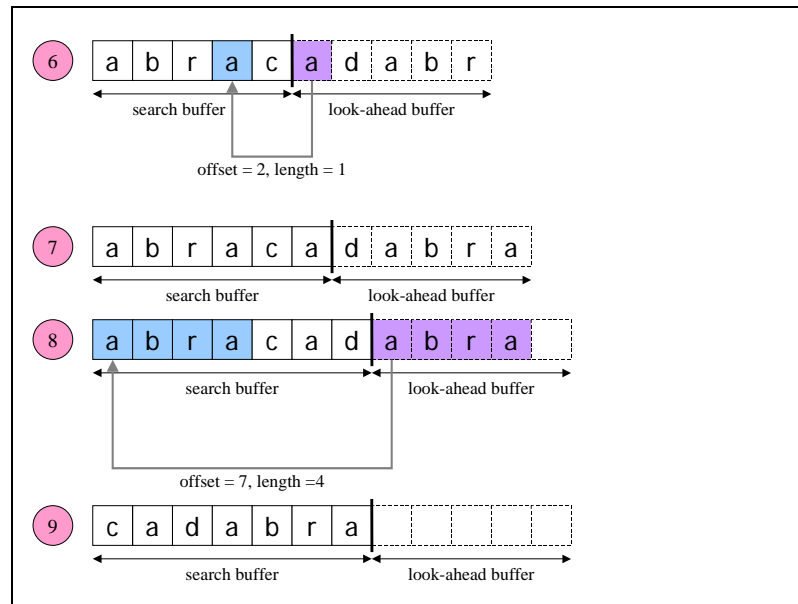 6 a b r a c a d a b r
search buffer look-ahead buffer
offset = 2, length = 1
7 a b r a c a d a b r a
search buffer look-ahead buffer
8 a b r a c a d a b r a
search buffer look-ahead buffer
offset = 7, length =4
9 c a d a b r a
search buffer look-ahead buffer